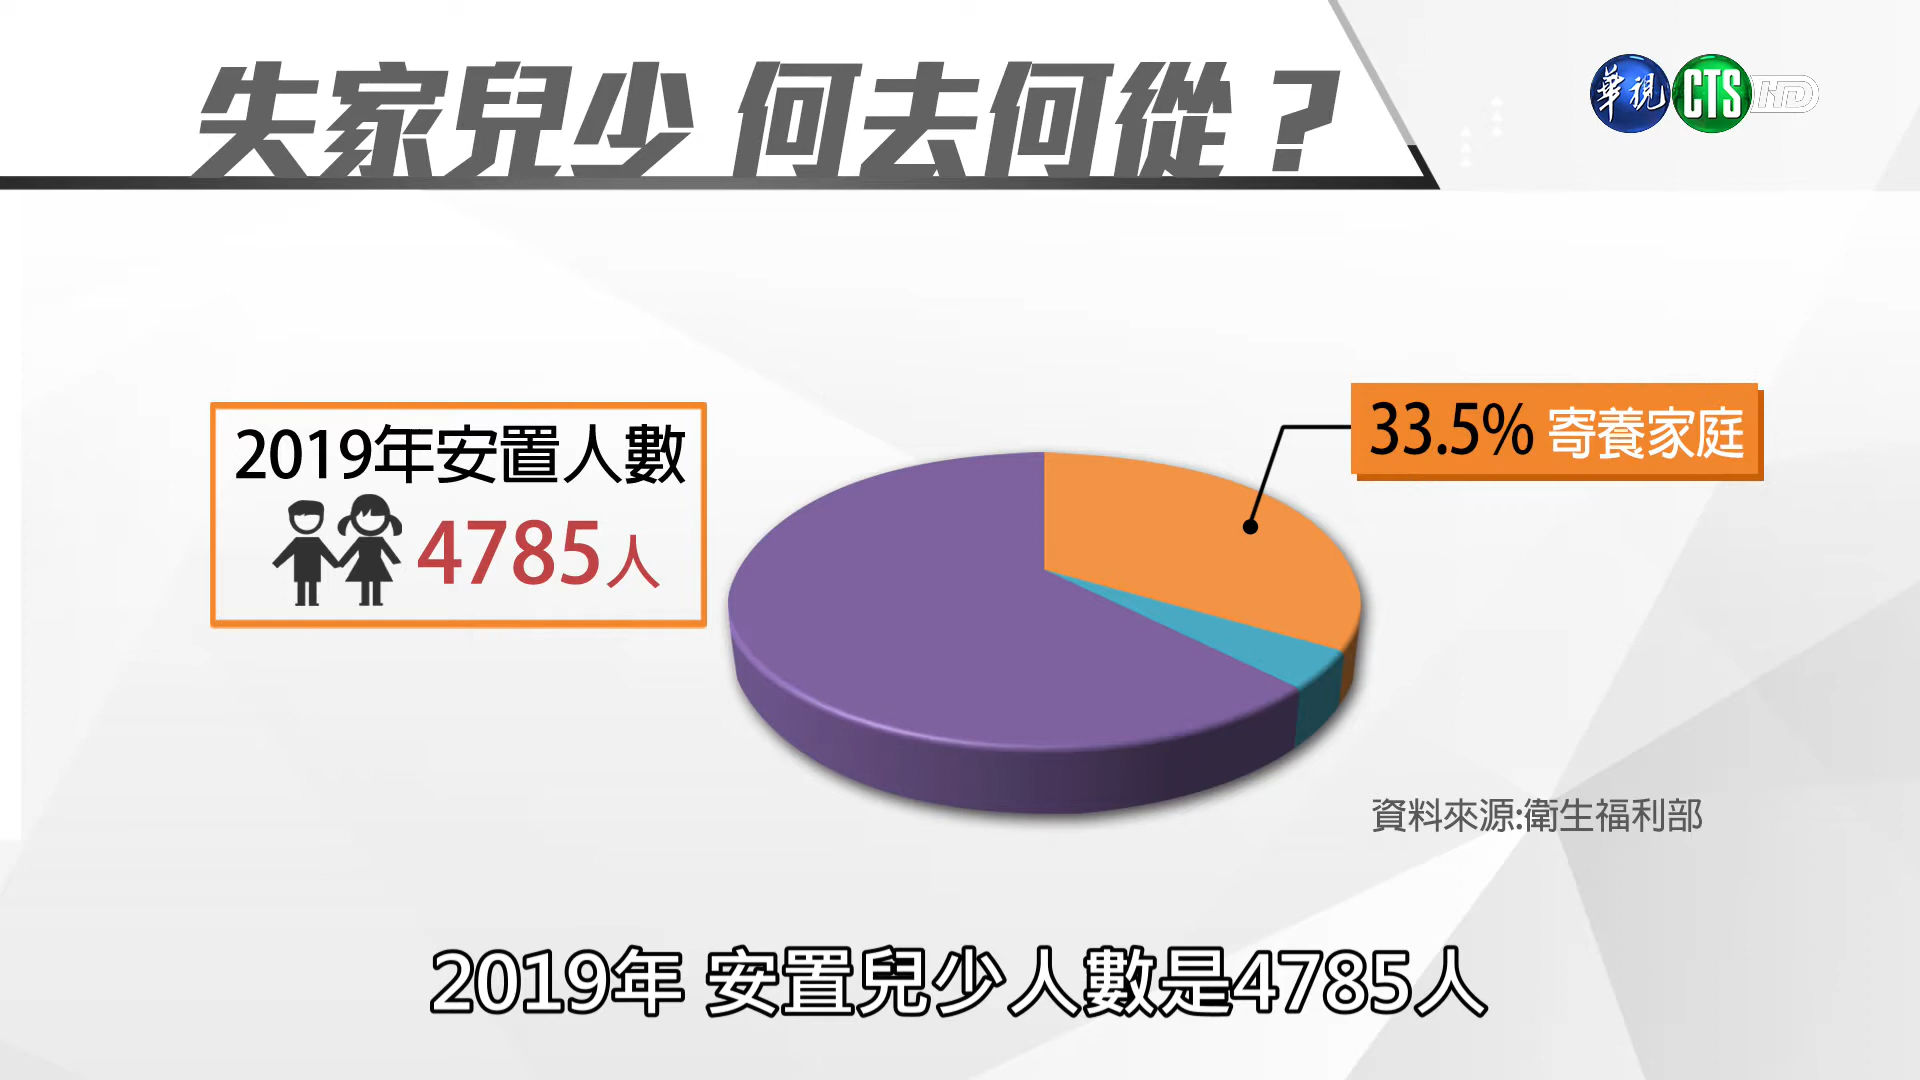 失家兒少 何去何從？
華視 CTS HD
33.5% 寄養家庭
2019年安置人數
4785人
資料來源:衛生福利部
2019年 安置兒少人數是4785人